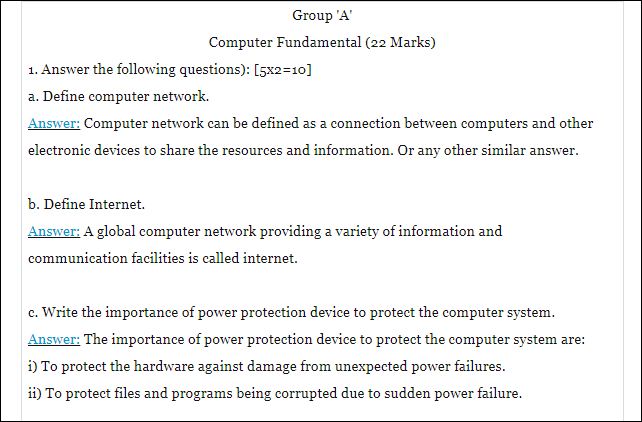 Group 'A'
Computer Fundamental (22 Marks)
1. Answer the following questions): [5x2=10]
a. Define computer network.
Answer: Computer network can be defined as a connection between computers and other
electronic devices to share the resources and information. Or any other similar answer.
b. Define Internet.
Answer: A global computer network providing a variety of information and
communication facilities is called internet.
c. Write the importance of power protection device to protect the computer system.
Answer: The importance of power protection device to protect the computer system are:
i) To protect the hardware against damage from unexpected power failures.
ii) To protect files and programs being corrupted due to sudden power failure.